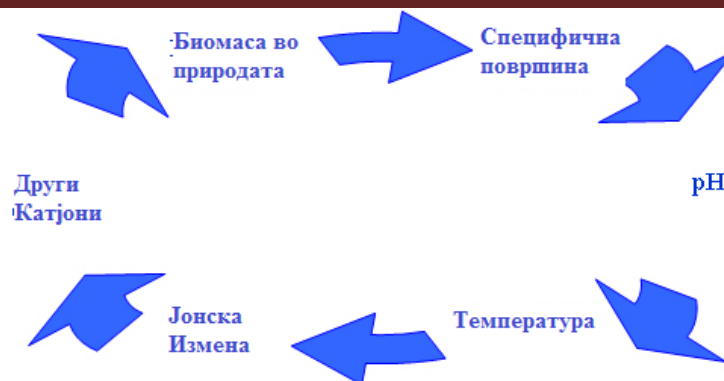 Биомаса во
природата
Специфична
површина
pH
Температура
Јонска
Измена
Други
Катјони